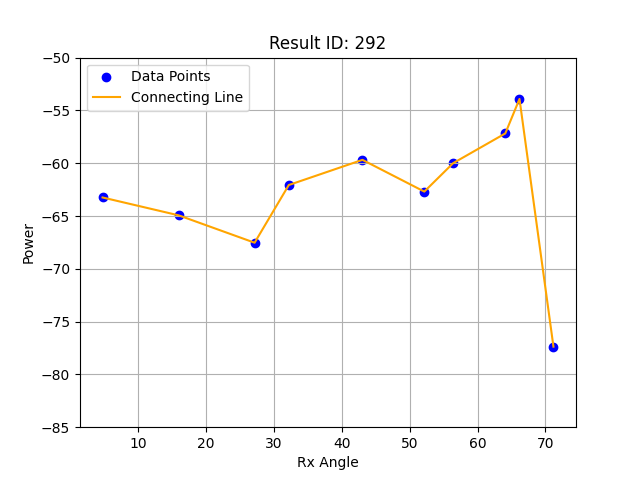 Result ID: 292
Data Points
Connecting Line
−50
−55
−60
−65
−70
−75
−80
−85
Power
10 20 30 40 50 60 70
Rx Angle